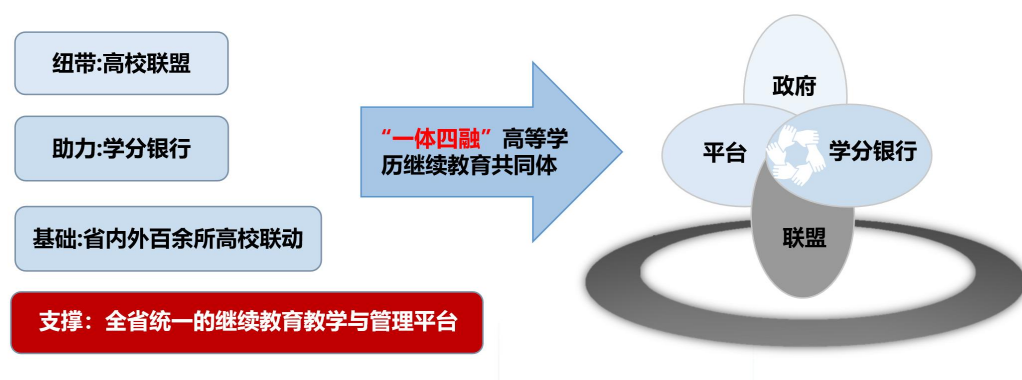 纽带:高校联盟
助力:学分银行
基础:省内外百余所高校联动
支撑：全省统一的继续教育教学与管理平台
“一体四融”高等学
历继续教育共同体
政府
平台
学分银行
联盟